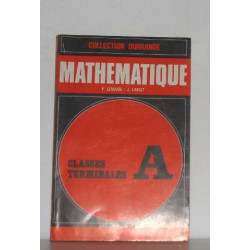 COLLECTION DURRANDE
MATHEMATIQUE
CLASSES
TERMINALES
A